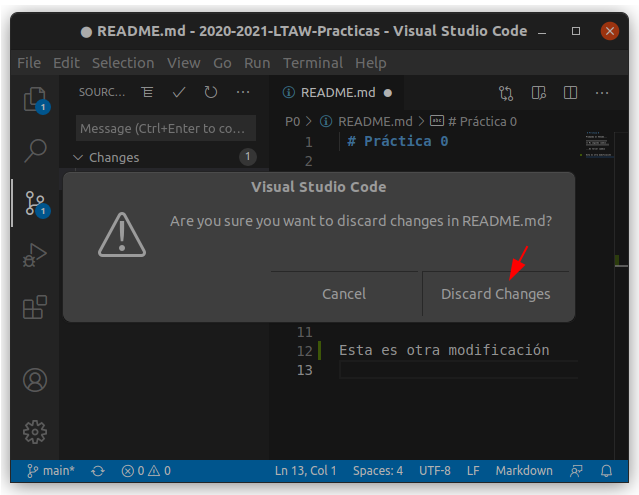 ● README.md - 2020-2021-LTAW-Practicas - Visual Studio Code
File Edit Selection View Go Run Terminal Help
1
SOURC...
README.md ●
Message (Ctrl+Enter to co...
P0 > README.md > abc # Práctica 0
Changes 1
1 # Práctica 0
2
1
Visual Studio Code
Are you sure you want to discard changes in README.md?
Cancel
Discard Changes
11
12 Esta es otra modificación
13
main* 0 0 Ln 13, Col 1 Spaces: 4 UTF-8 LF Markdown